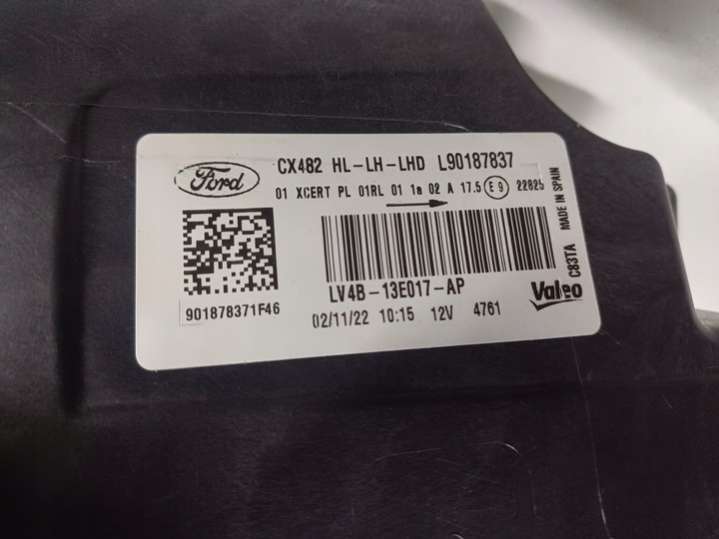 Ford
CX482 HL-LH-LHD L90187837
01 XCERT PL 01RL 01 1a 02 A 17.5 E9 22825
901878371F46
LV4B-13E017-AP
02/11/22 10:15 12V 4761
Valeo
C83TA MADE IN SPAIN